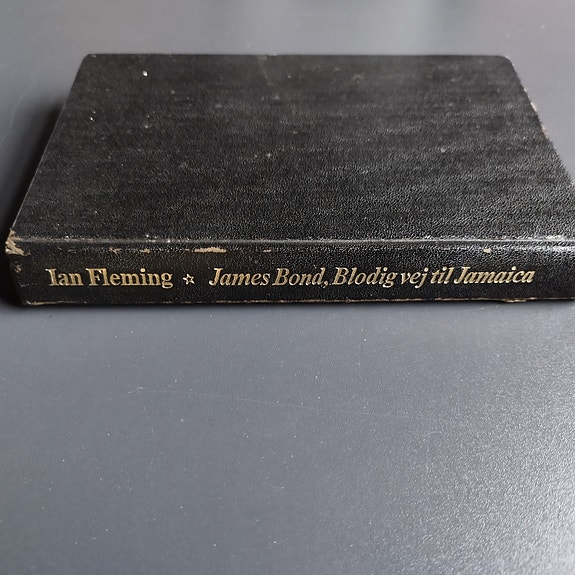 Ian Fleming ☆ James Bond, Blodig vej til Jamaica